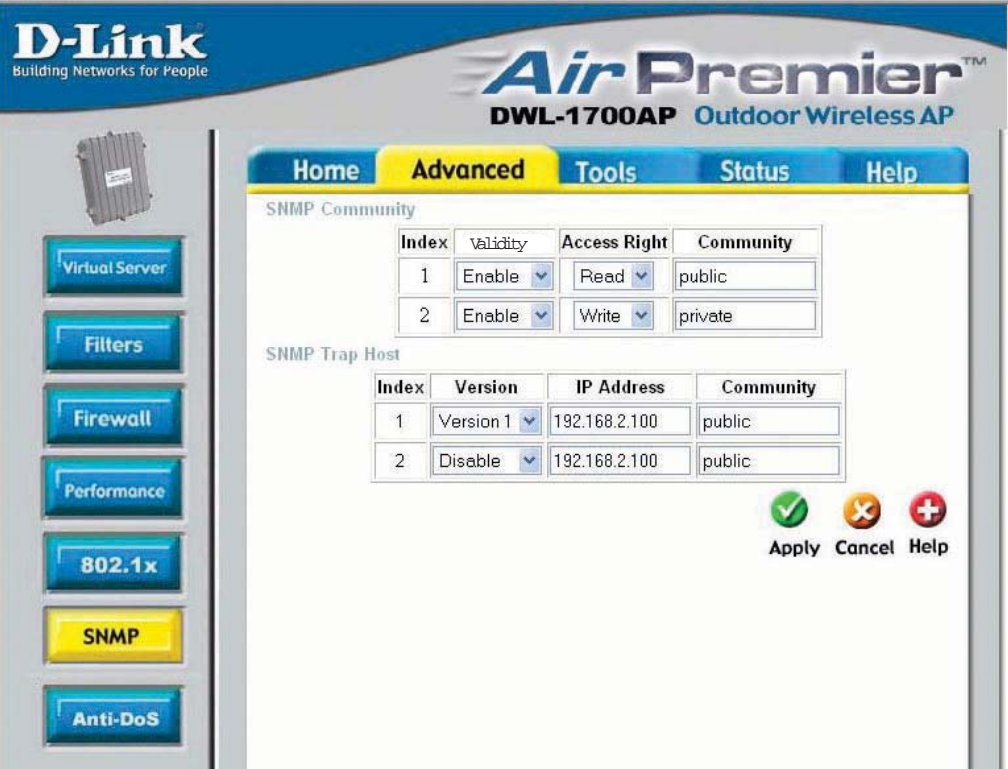 D-Link
Building Networks for People
Air Premier™
DWL-1700AP Outdoor Wireless AP
Home Advanced Tools Status Help
Virtual Server
Filters
Firewall
Performance
802.1x
SNMP
Anti-DoS
SNMP Community
Index Validity Access Right Community
1 Enable Read public
2 Enable Write private
SNMP Trap Host
Index Version IP Address Community
1 Version 1 192.168.2.100 public
2 Disable 192.168.2.100 public
Apply Cancel Help